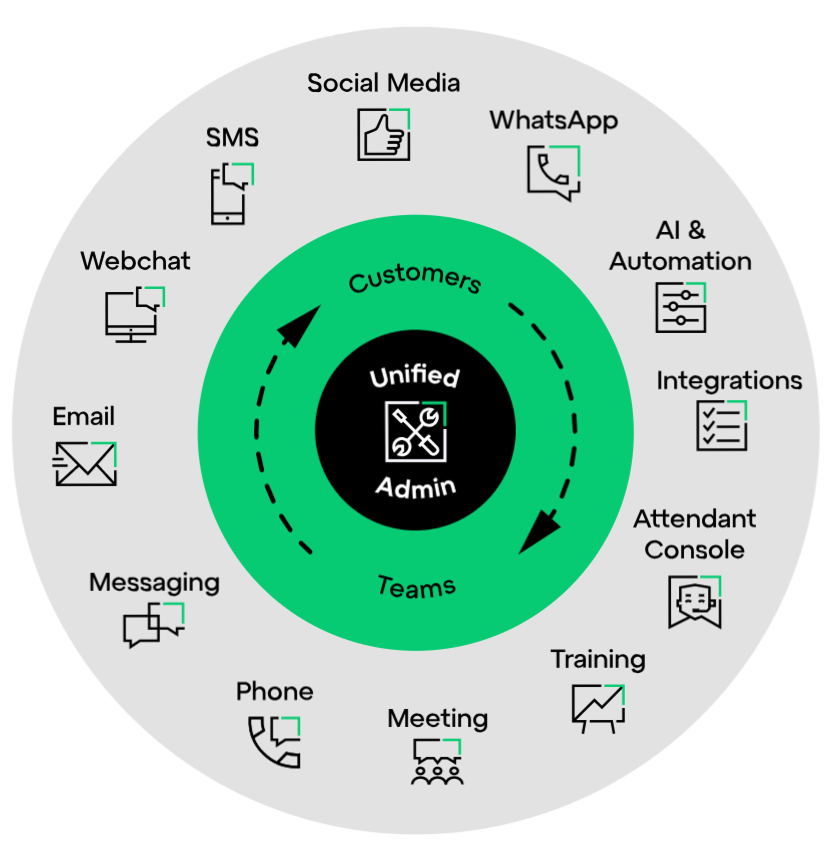 Social Media
WhatsApp
SMS
AI &
Automation
Webchat
Customers
Integrations
Unified
Admin
Email
Attendant
Console
Teams
Messaging
Training
Phone
Meeting